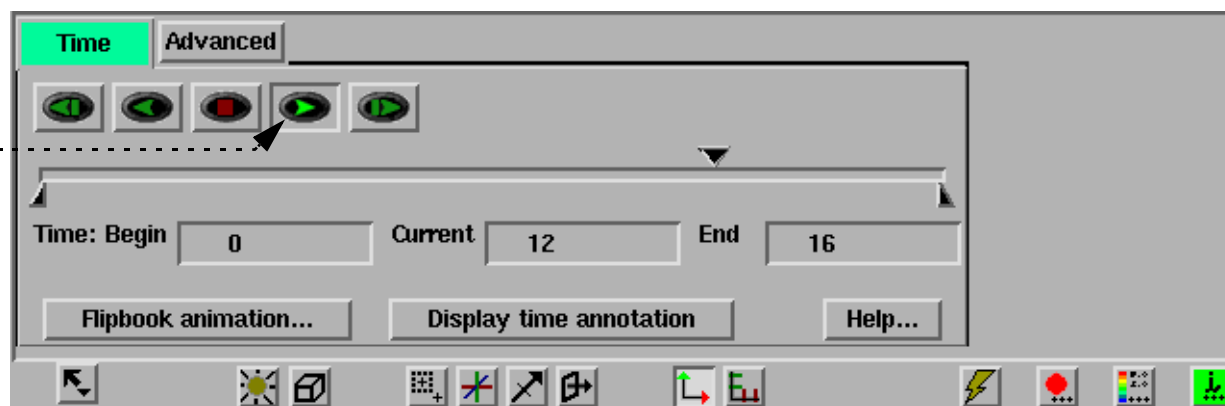 Time Advanced
Time: Begin 0 Current 12 End 16
Flipbook animation... Display time annotation Help...